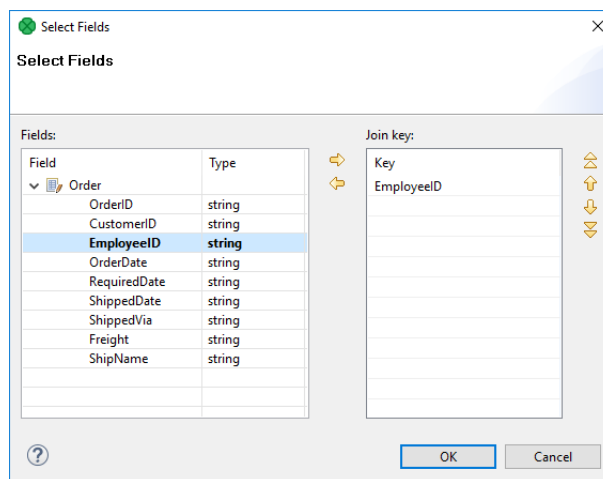 Select Fields
Select Fields
Fields:
Join key:
Field Type
Key
Order
EmployeeID
OrderID string
CustomerID string
EmployeeID string
OrderDate string
RequiredDate string
ShippedDate string
ShippedVia string
Freight string
ShipName string
?
OK
Cancel